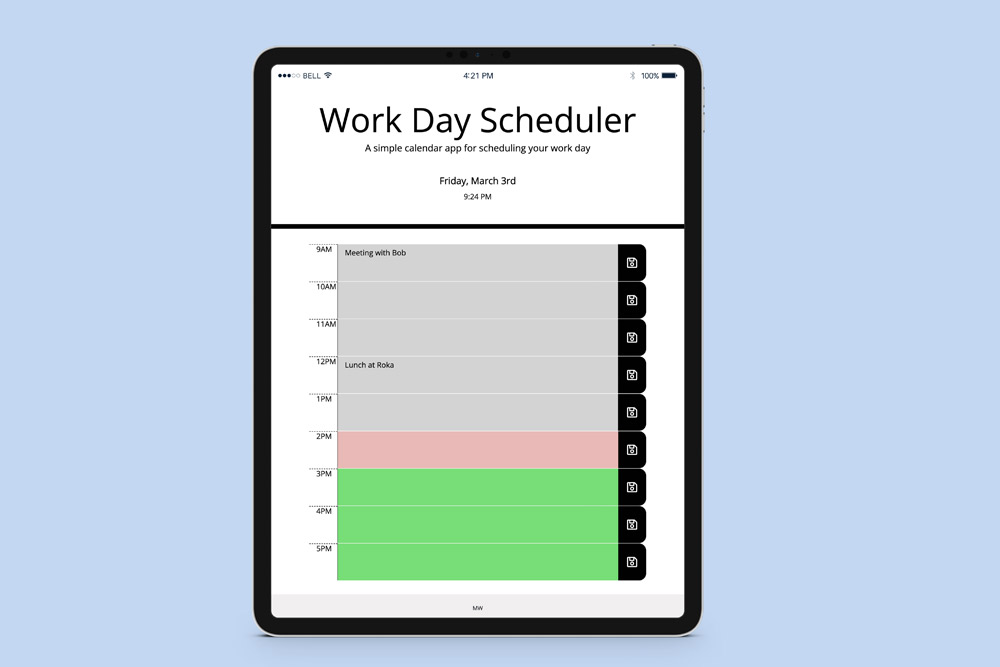 BELL 4:21 PM 100%
Work Day Scheduler
A simple calendar app for scheduling your work day
Friday, March 3rd
9:24 PM
9AM Meeting with Bob
10AM
11AM
12PM Lunch at Roka
1PM
2PM
3PM
4PM
5PM
MW